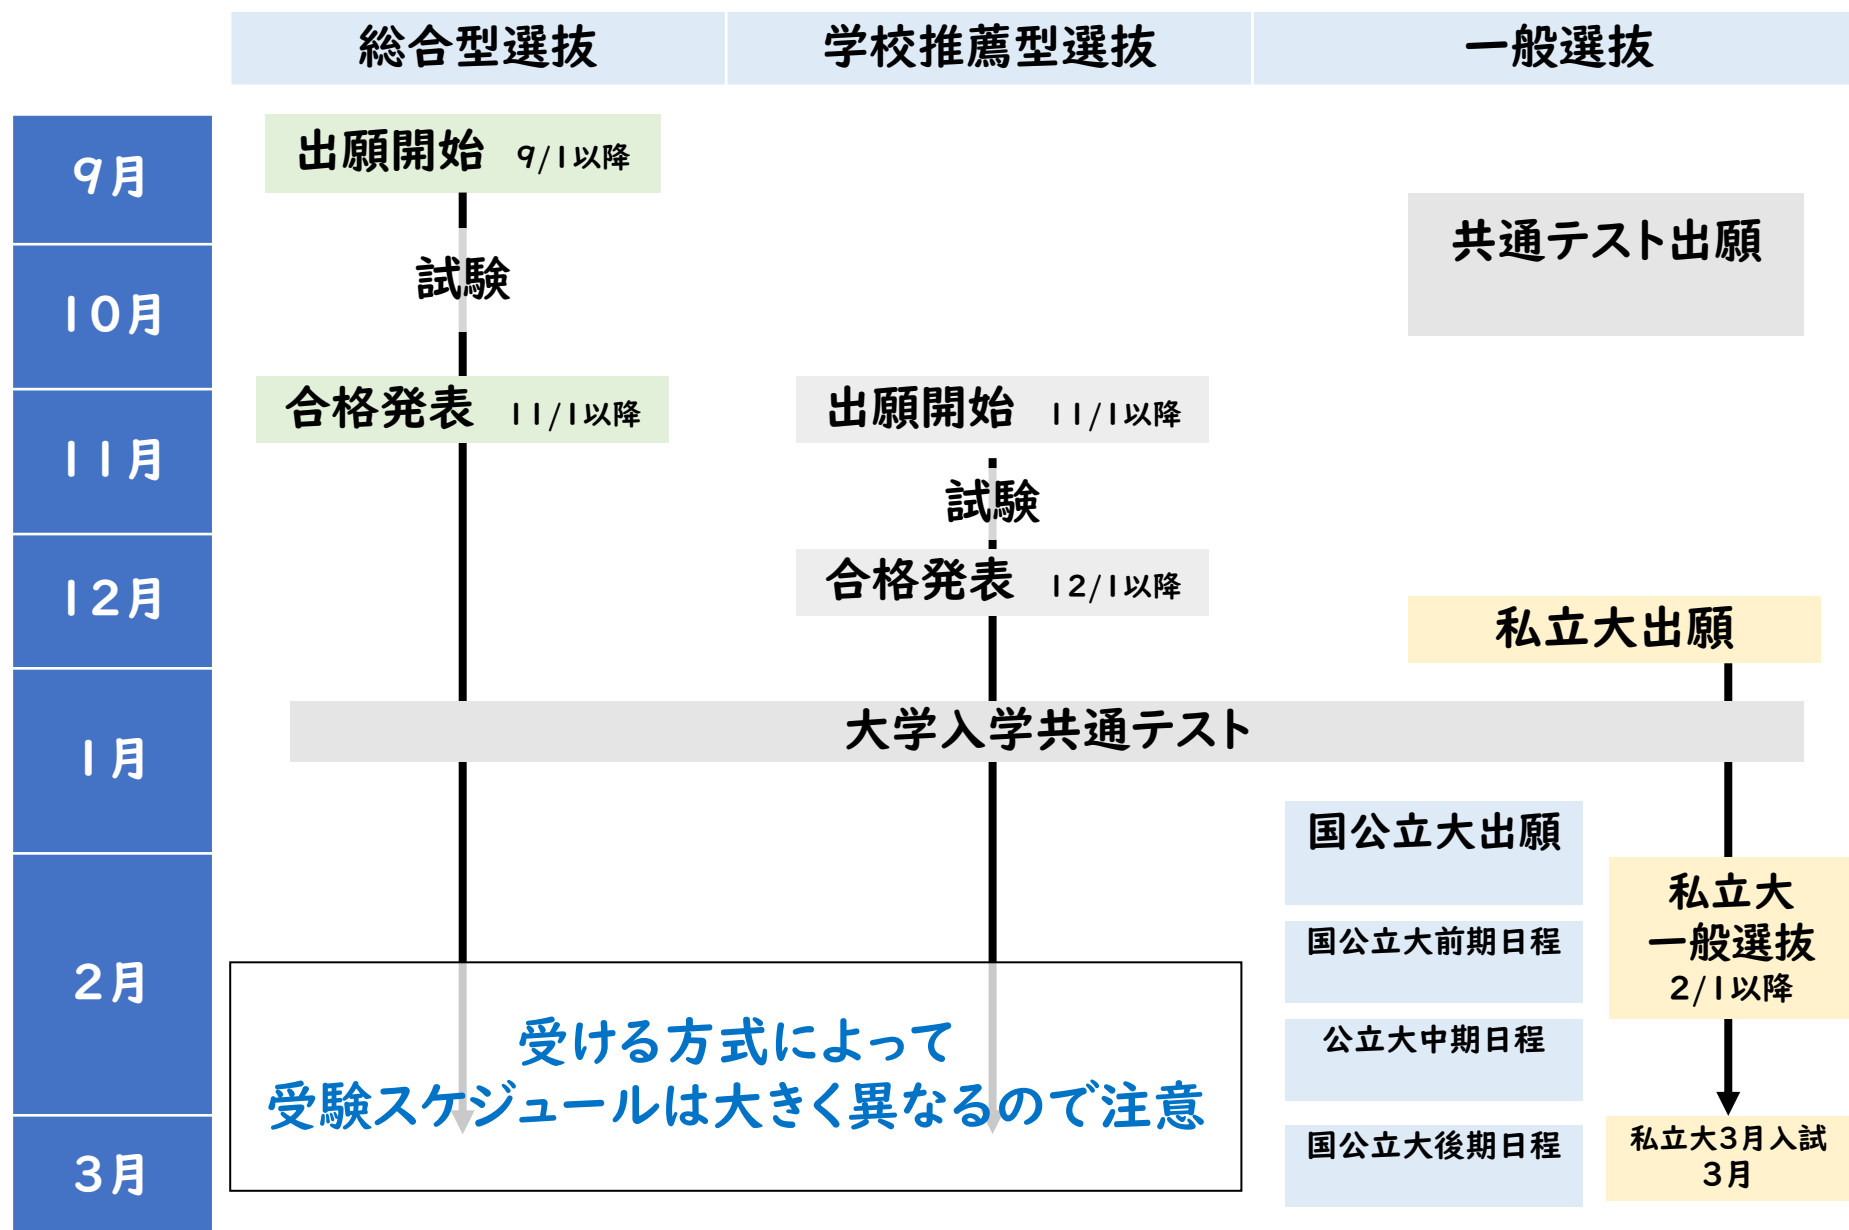 総合型選抜
学校推薦型選抜
一般選抜
9月
出願開始 9/1以降
共通テスト出願
10月
試験
11月
合格発表 11/1以降
出願開始 11/1以降
試験
12月
合格発表 12/1以降
私立大出願
1月
大学入学共通テスト
国公立大出願
2月
国公立大前期日程
公立大中期日程
私立大
一般選抜
2/1以降
3月
国公立大後期日程
私立大3月入試
3月
受ける方式によって
受験スケジュールは大きく異なるので注意